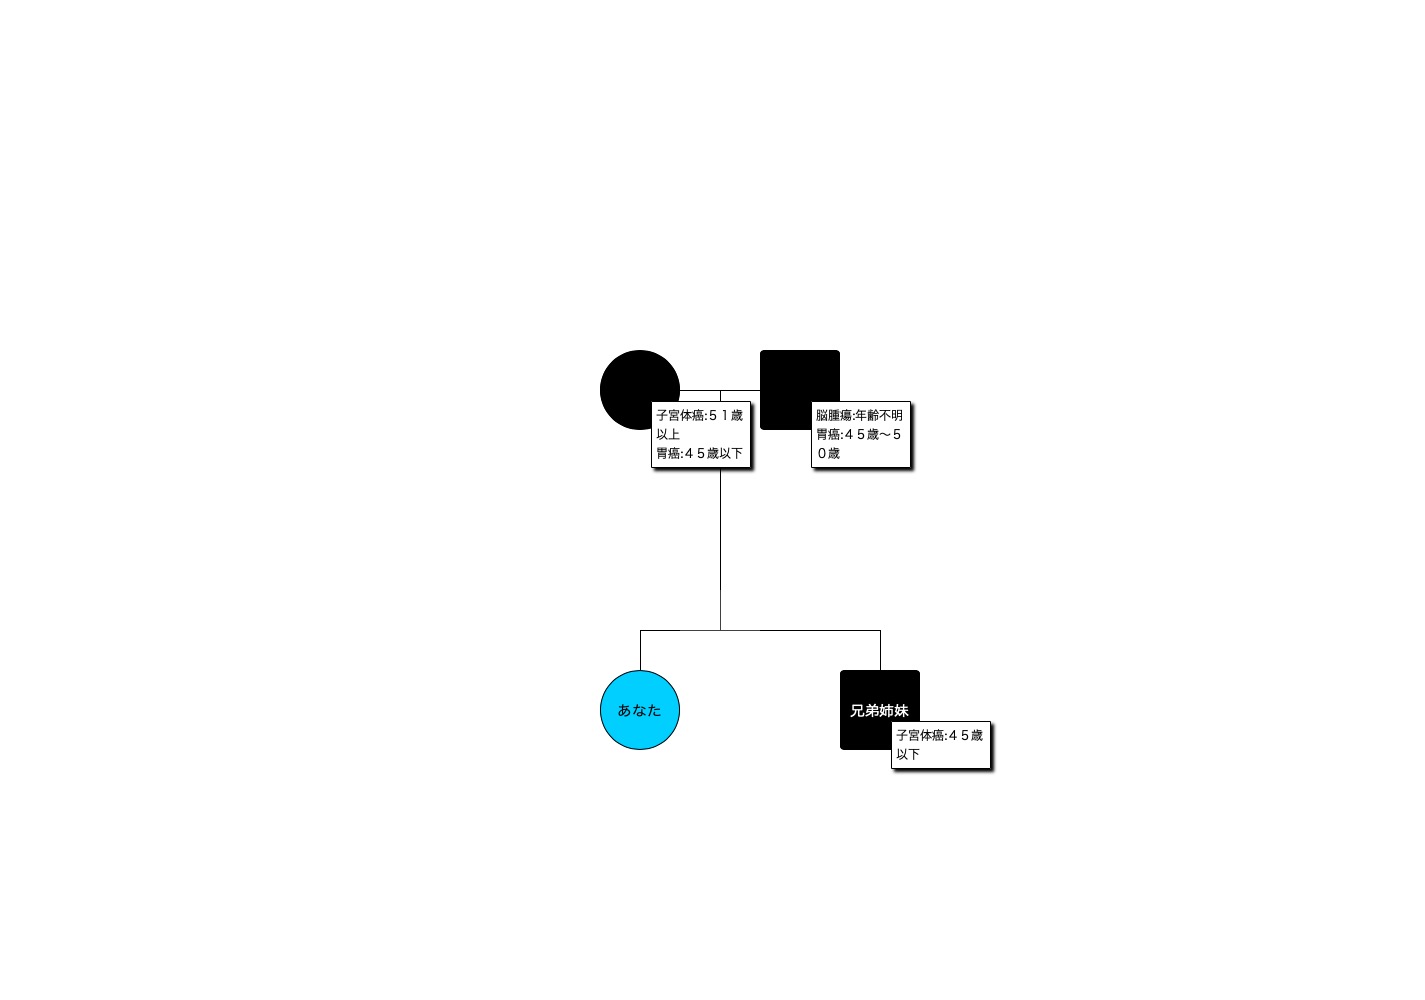 子宮体癌:５１歳
以上
胃癌:４５歳以下
脳腫瘍:年齢不明
胃癌:４５歳～５
０歳
あなた
兄弟姉妹
子宮体癌:４５歳
以下